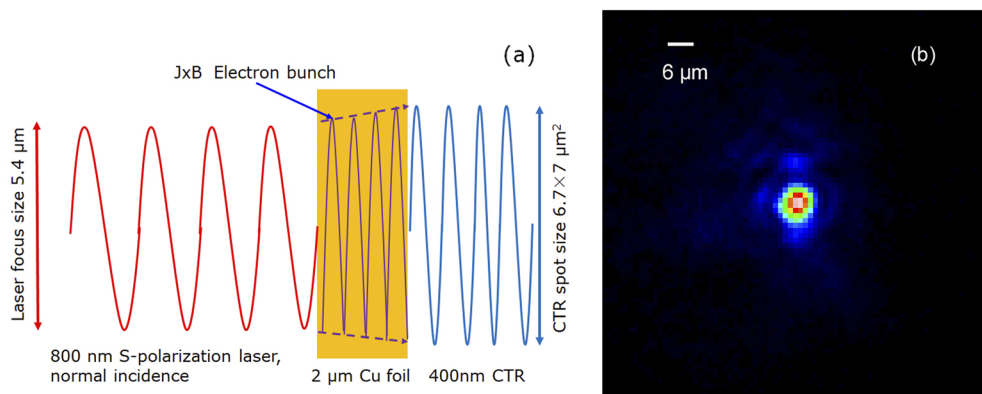 (a)
JxB Electron bunch
Laser focus size 5.4 μm
CTR spot size 6.7×7 μm²
800 nm S-polarization laser,
normal incidence
2 μm Cu foil
400nm CTR
(b)
6 μm